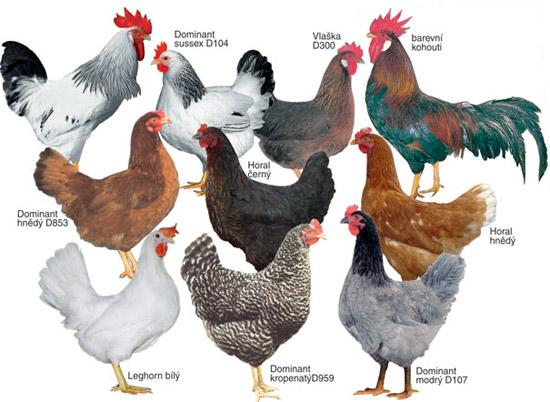 Dominant
sussex D104
Vlaška
D300
barevní
kohouti
Horal
černý
Dominant
hnědý D853
Horal
hnědý
Leghorn bílý
Dominant
kropenatýD959
Dominant
modrý D107